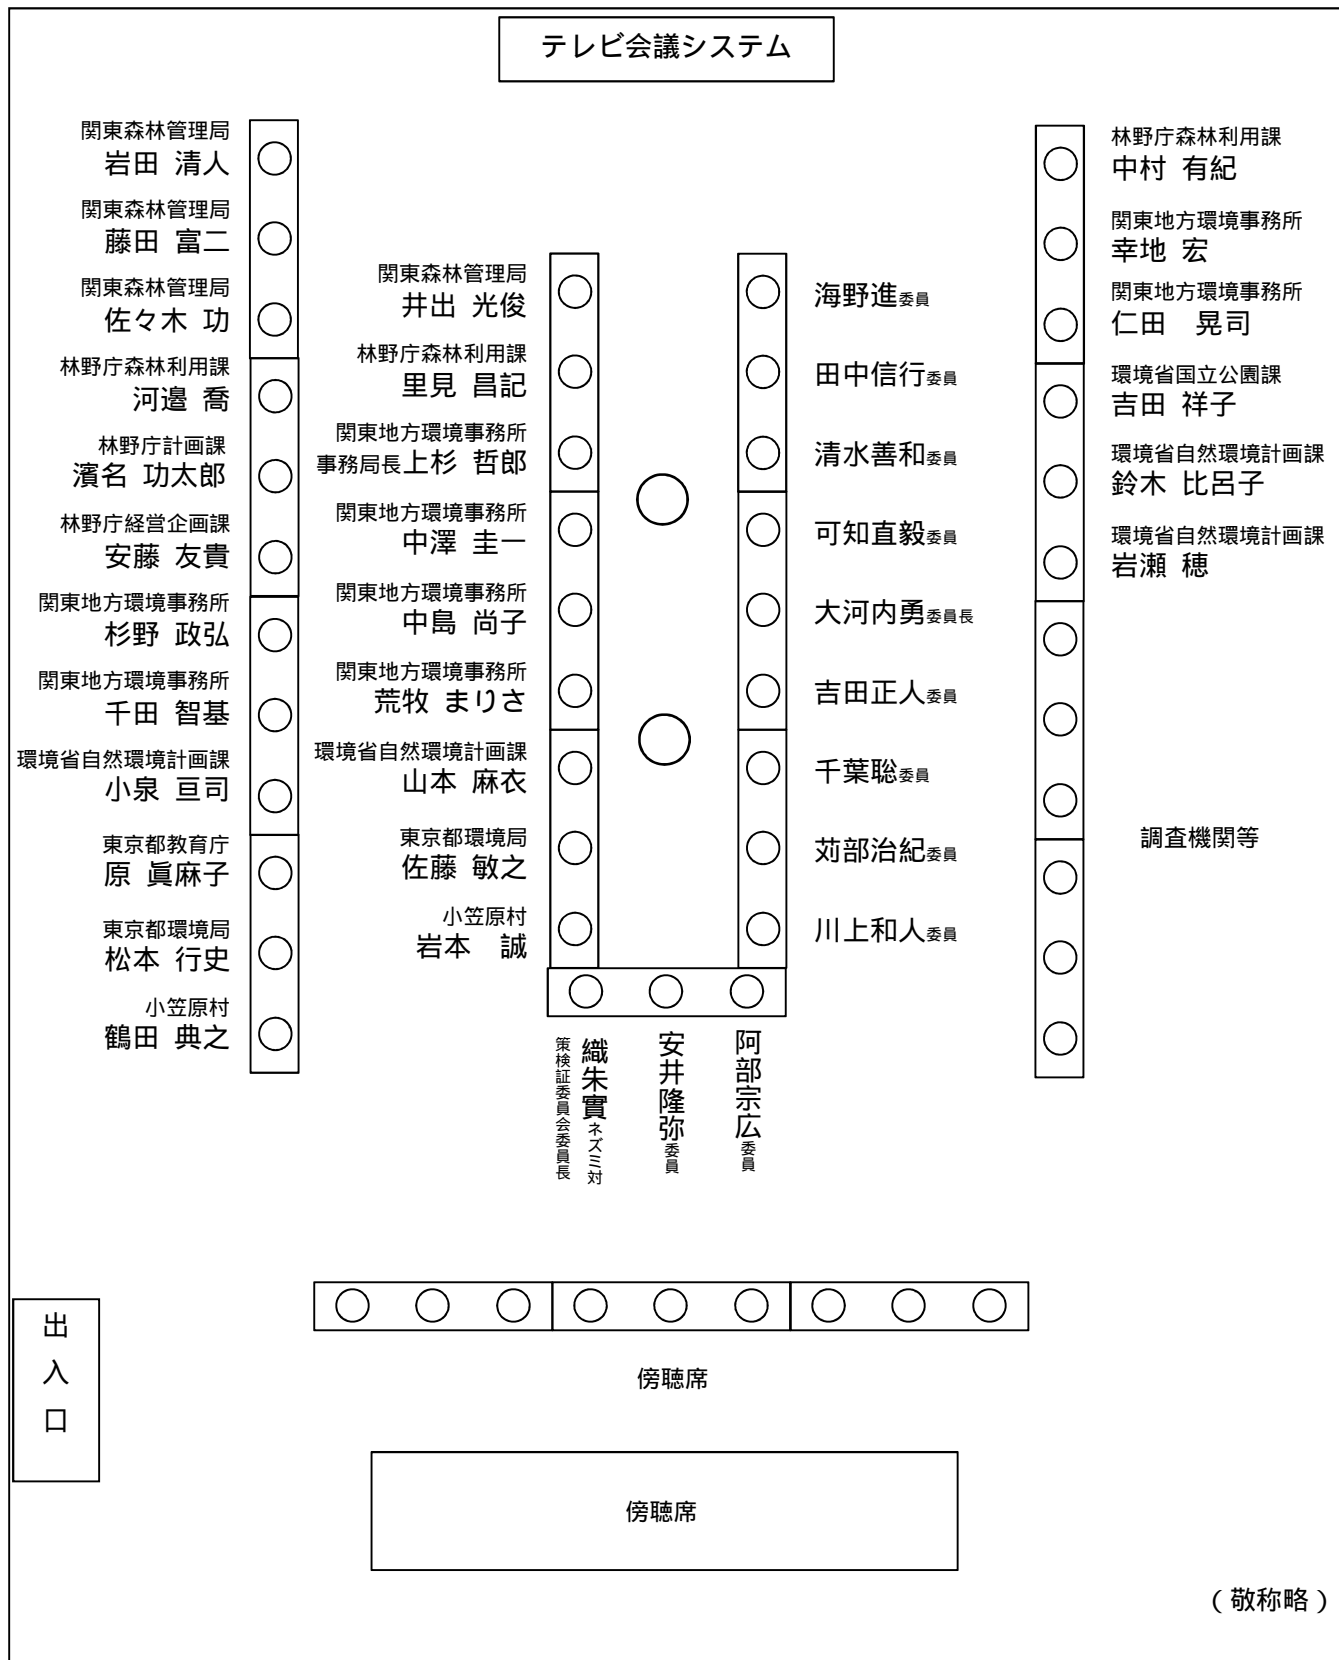 テレビ会議システム
関東森林管理局
岩田 清人
関東森林管理局
藤田 富二
関東森林管理局
佐々木 功
林野庁森林利用課
河邉 喬
林野庁計画課
濱名 功太郎
林野庁経営企画課
安藤 友貴
関東地方環境事務所
杉野 政弘
関東地方環境事務所
千田 智基
環境省自然環境計画課
小泉 亘司
東京都教育庁
原 眞麻子
東京都環境局
松本 行史
小笠原村
鶴田 典之
関東森林管理局
井出 光俊
林野庁森林利用課
里見 昌記
関東地方環境事務所
事務局長上杉 哲郎
関東地方環境事務所
中澤 圭一
関東地方環境事務所
中島 尚子
関東地方環境事務所
荒牧 まりさ
環境省自然環境計画課
山本 麻衣
東京都環境局
佐藤 敏之
小笠原村
岩本 誠
海野進委員
田中信行委員
清水善和委員
可知直毅委員
大河内勇委員長
吉田正人委員
千葉聡委員
苅部治紀委員
川上和人委員
林野庁森林利用課
中村 有紀
関東地方環境事務所
幸地 宏
関東地方環境事務所
仁田 晃司
環境省国立公園課
吉田 祥子
環境省自然環境計画課
鈴木 比呂子
環境省自然環境計画課
岩瀬 穂
調査機関等
織朱實ネズミ対
策検証委員会委員長
安井隆弥委員
阿部宗広委員
出入口
傍聴席
傍聴席
（敬称略）